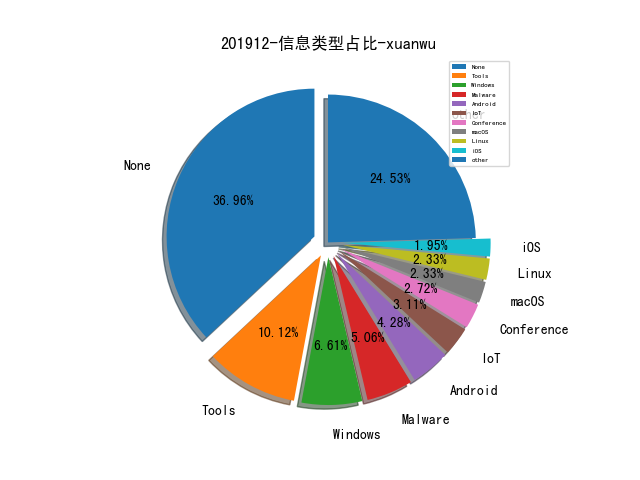 201912-信息类型占比-xuanwu
None
Tools
Windows
Malware
Android
IoT
Conference
macOS
Linux
iOS
other
other
24.53%
None
36.96%
1.95%
iOS
2.33%
Linux
2.33%
macOS
2.72%
Conference
3.11%
IoT
4.28%
Android
5.06%
Malware
6.61%
Windows
10.12%
Tools